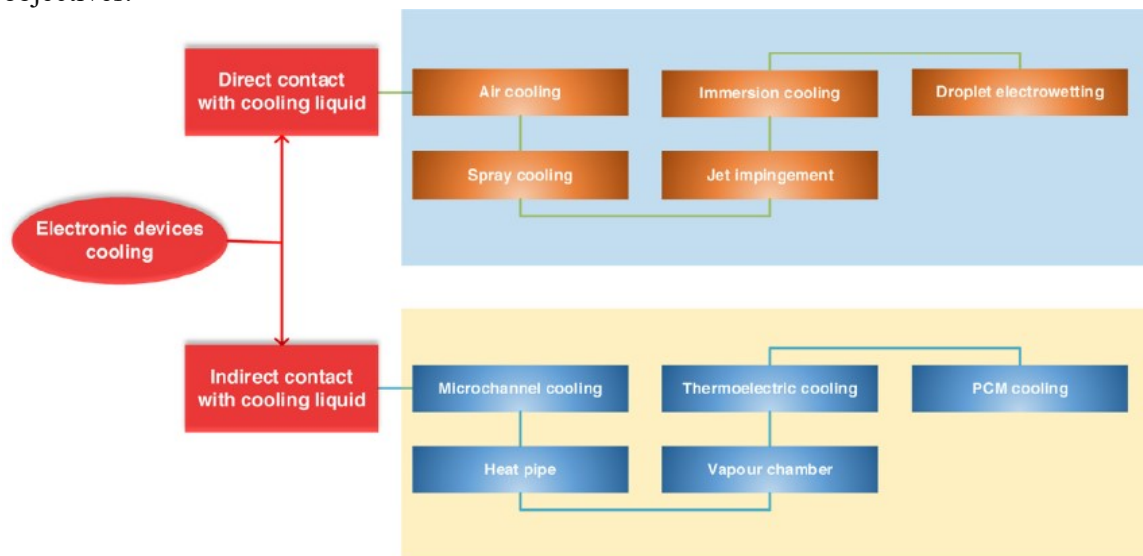 Direct contact
with cooling liquid
Air cooling
Immersion cooling
Droplet electrowetting
Spray cooling
Jet impingement
Electronic devices
cooling
Indirect contact
with cooling liquid
Microchannel cooling
Thermoelectric cooling
PCM cooling
Heat pipe
Vapour chamber